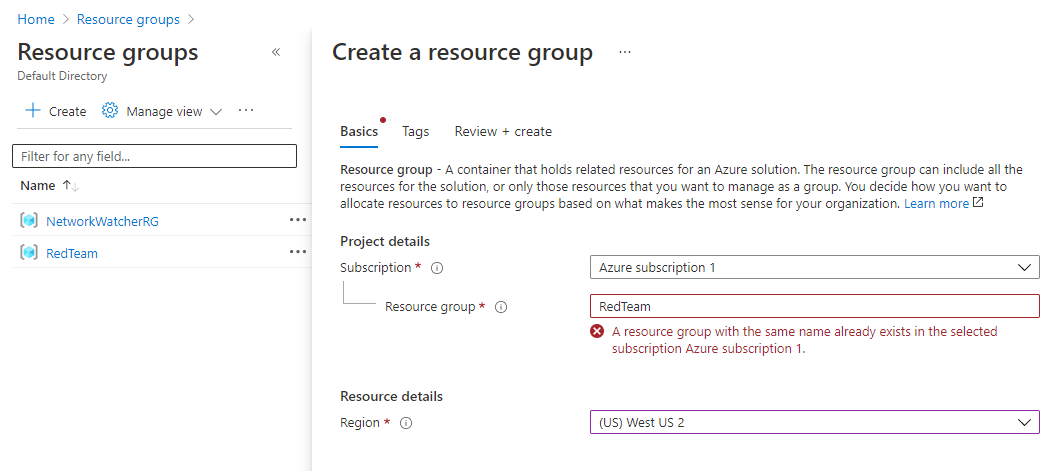 Home > Resource groups >
Resource groups «
Default Directory
+ Create Manage view ...
Filter for any field...
Name ↑↓
NetworkWatcherRG ...
RedTeam ...
Create a resource group ...
Basics Tags Review + create
Resource group - A container that holds related resources for an Azure solution. The resource group can include all the
resources for the solution, or only those resources that you want to manage as a group. You decide how you want to
allocate resources to resource groups based on what makes the most sense for your organization. Learn more
Project details
Subscription * Azure subscription 1
Resource group * RedTeam
A resource group with the same name already exists in the selected
subscription Azure subscription 1.
Resource details
Region * (US) West US 2